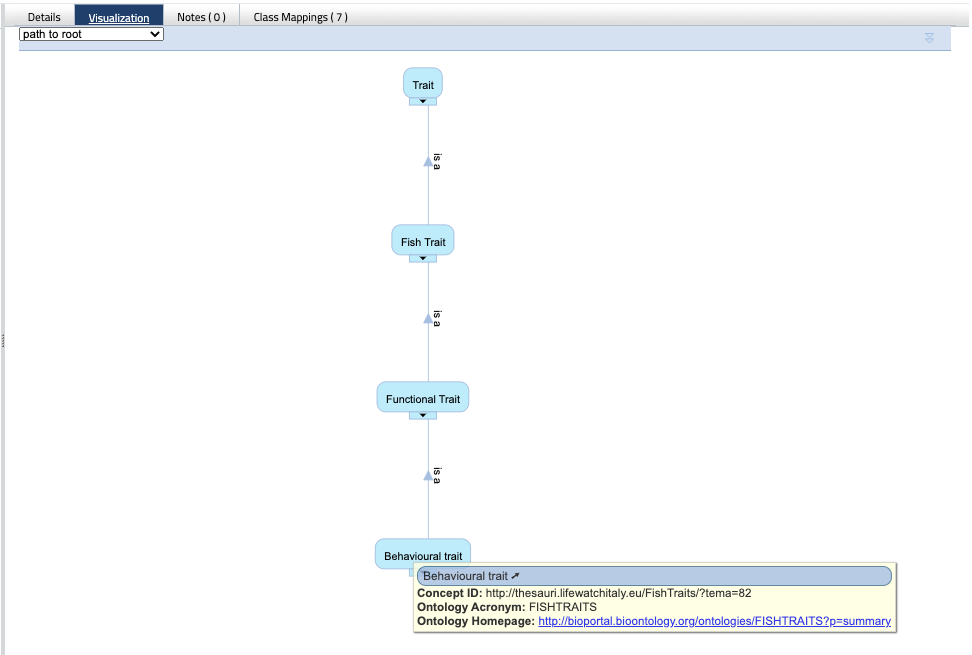 Details Visualization Notes ( 0 ) Class Mappings ( 7 )
path to root
Trait
is a
Fish Trait
is a
Functional Trait
is a
Behavioural trait
Behavioural trait
Concept ID: http://thesauri.lifewatchitaly.eu/FishTraits/?tema=82
Ontology Acronym: FISHTRAITS
Ontology Homepage: http://bioportal.bioontology.org/ontologies/FISHTRAITS?p=summary